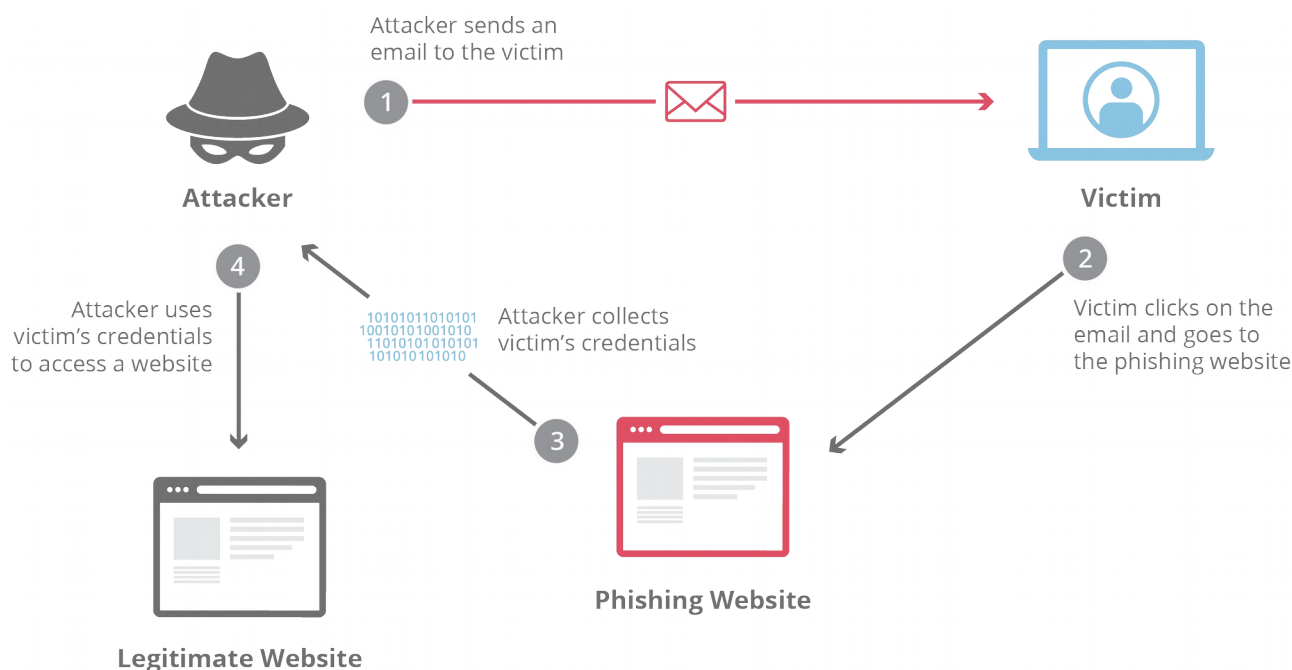 Attacker sends an
email to the victim
1
Attacker
Victim
4
2
Attacker uses
victim’s credentials
to access a website
10101011010101
10010101001010
11010101010101
101010101010
Attacker collects
victim’s credentials
Victim clicks on the
email and goes to
the phishing website
3
Phishing Website
Legitimate Website